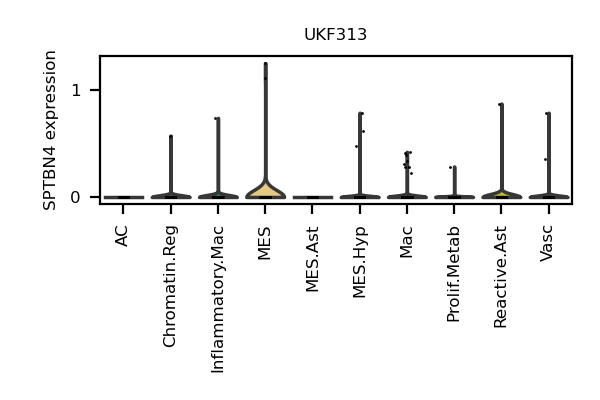 UKF313
SPTBN4 expression
1
0
AC
Chromatin.Reg
Inflammatory.Mac
MES
MES.Ast
MES.Hyp
Mac
Prolif.Metab
Reactive.Ast
Vasc